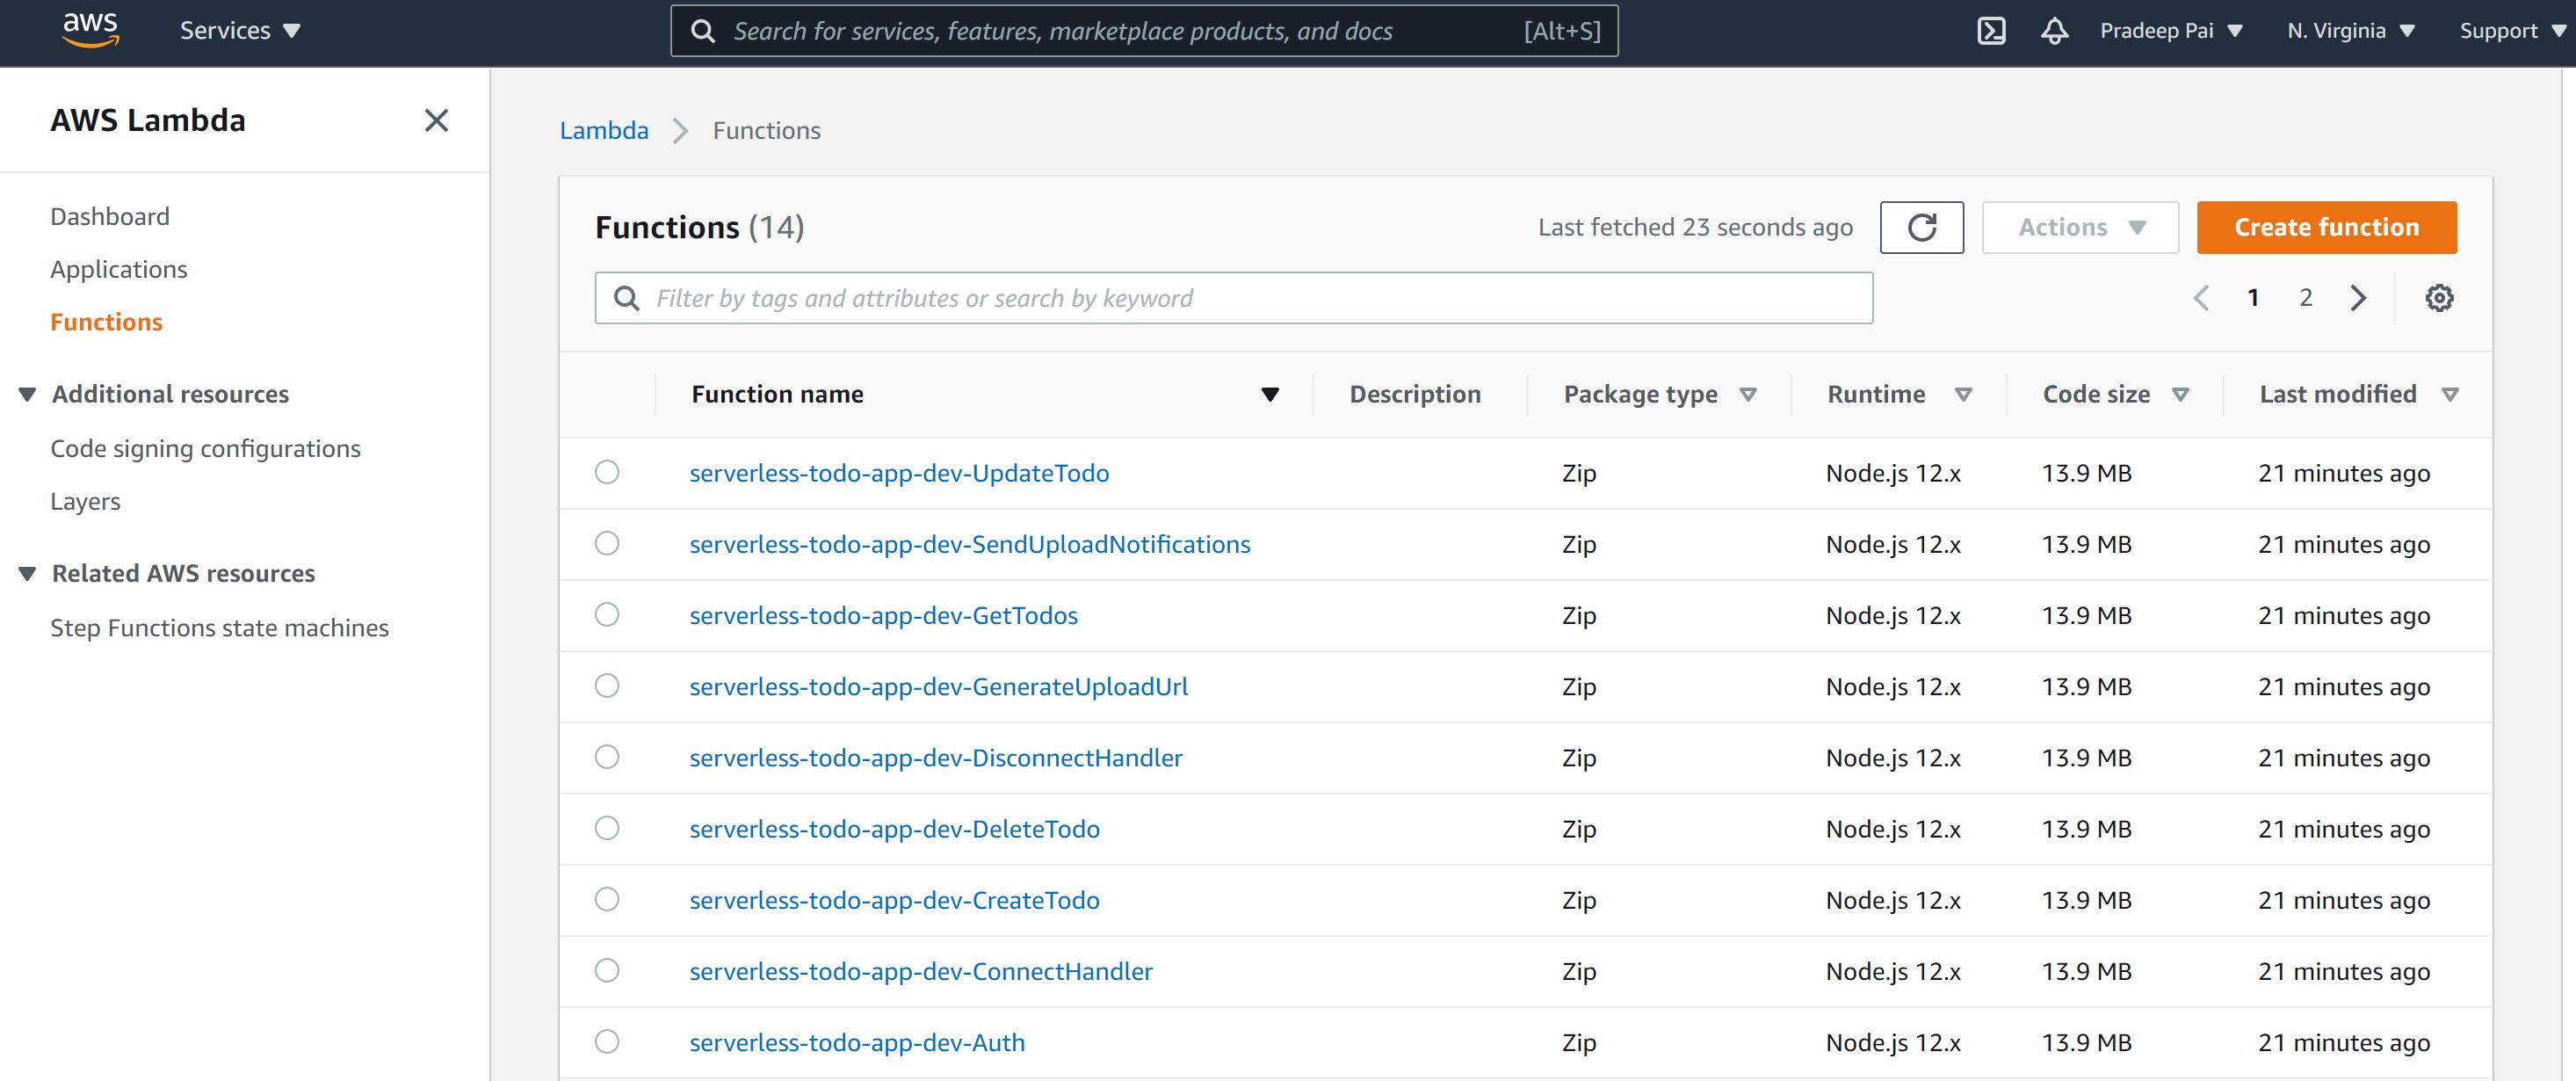 aws Services Search for services, features, marketplace products, and docs [Alt+S] Pradeep Pai N. Virginia Support
AWS Lambda
Dashboard
Applications
Functions
Additional resources
Code signing configurations
Layers
Related AWS resources
Step Functions state machines
Lambda Functions
Functions (14) Last fetched 23 seconds ago Actions Create function
Filter by tags and attributes or search by keyword 1 2
Function name Description Package type Runtime Code size Last modified
serverless-todo-app-dev-UpdateTodo Zip Node.js 12.x 13.9 MB 21 minutes ago
serverless-todo-app-dev-SendUploadNotifications Zip Node.js 12.x 13.9 MB 21 minutes ago
serverless-todo-app-dev-GetTodos Zip Node.js 12.x 13.9 MB 21 minutes ago
serverless-todo-app-dev-GenerateUploadUrl Zip Node.js 12.x 13.9 MB 21 minutes ago
serverless-todo-app-dev-DisconnectHandler Zip Node.js 12.x 13.9 MB 21 minutes ago
serverless-todo-app-dev-DeleteTodo Zip Node.js 12.x 13.9 MB 21 minutes ago
serverless-todo-app-dev-CreateTodo Zip Node.js 12.x 13.9 MB 21 minutes ago
serverless-todo-app-dev-ConnectHandler Zip Node.js 12.x 13.9 MB 21 minutes ago
serverless-todo-app-dev-Auth Zip Node.js 12.x 13.9 MB 21 minutes ago